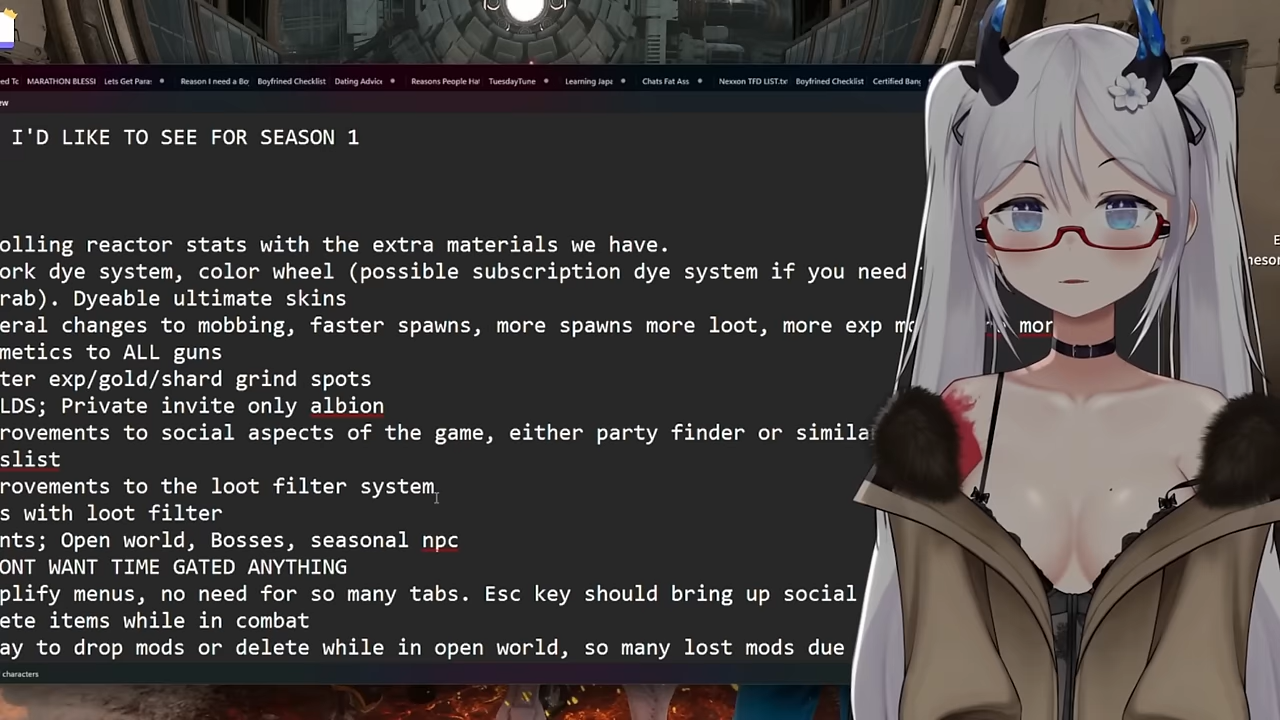 MARATHON BLESSI Lets Get Para: Reason I need a Bo Boyfrined Checklist Dating Advice Reasons People Ha TuesdayTune Learning Japa Chats Fat Ass Nexxon TFD LIST.tx Boyfrined Checklist Certified Bang
ew
I'D LIKE TO SEE FOR SEASON 1
olling reactor stats with the extra materials we have.
ork dye system, color wheel (possible subscription dye system if you need
rab). Dyeable ultimate skins
eral changes to mobbing, faster spawns, more spawns more loot, more exp mor
metics to ALL guns
ter exp/gold/shard grind spots
LDS; Private invite only albion
rovements to social aspects of the game, either party finder or simila
slist
rovements to the loot filter system
s with loot filter
nts; Open world, Bosses, seasonal npc
ONT WANT TIME GATED ANYTHING
plify menus, no need for so many tabs. Esc key should bring up social
ete items while in combat
ay to drop mods or delete while in open world, so many lost mods due
characters